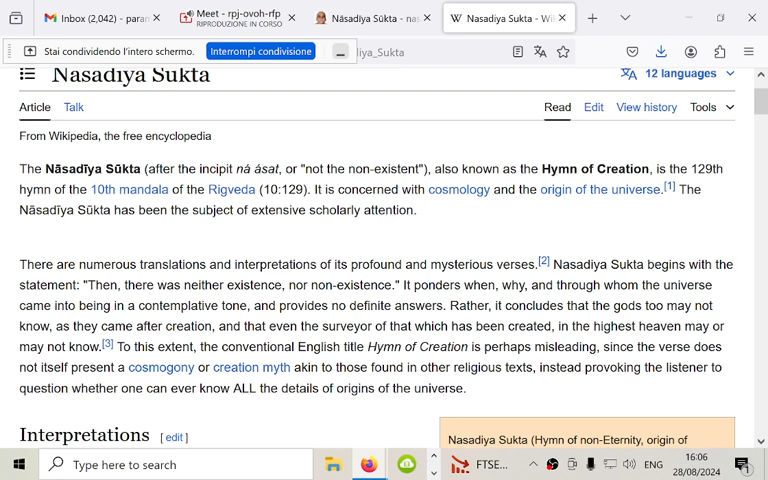 Inbox (2,042) - paran
Meet - rpj-ovoh-rfp
RIPRODUZIONE IN CORSO
Nāsadīya Sūkta - nas
Nasadiya Sukta - Wi
Stai condividendo l'intero schermo.
Interrompi condivisione
iya_Sukta
Nasadiya Sukta
12 languages
Article
Talk
Read
Edit
View history
Tools
From Wikipedia, the free encyclopedia
The Nāsadīya Sūkta (after the incipit ná ásat, or "not the non-existent"), also known as the Hymn of Creation, is the 129th
hymn of the 10th mandala of the Rigveda (10:129). It is concerned with cosmology and the origin of the universe.[1] The
Nāsadīya Sūkta has been the subject of extensive scholarly attention.
There are numerous translations and interpretations of its profound and mysterious verses.[2] Nasadiya Sukta begins with the
statement: "Then, there was neither existence, nor non-existence." It ponders when, why, and through whom the universe
came into being in a contemplative tone, and provides no definite answers. Rather, it concludes that the gods too may not
know, as they came after creation, and that even the surveyor of that which has been created, in the highest heaven may or
may not know.[3] To this extent, the conventional English title Hymn of Creation is perhaps misleading, since the verse does
not itself present a cosmogony or creation myth akin to those found in other religious texts, instead provoking the listener to
question whether one can ever know ALL the details of origins of the universe.
Interpretations [ edit ]
Nasadiya Sukta (Hymn of non-Eternity, origin of
Type here to search
FTSE...
ENG
16:06
28/08/2024
1